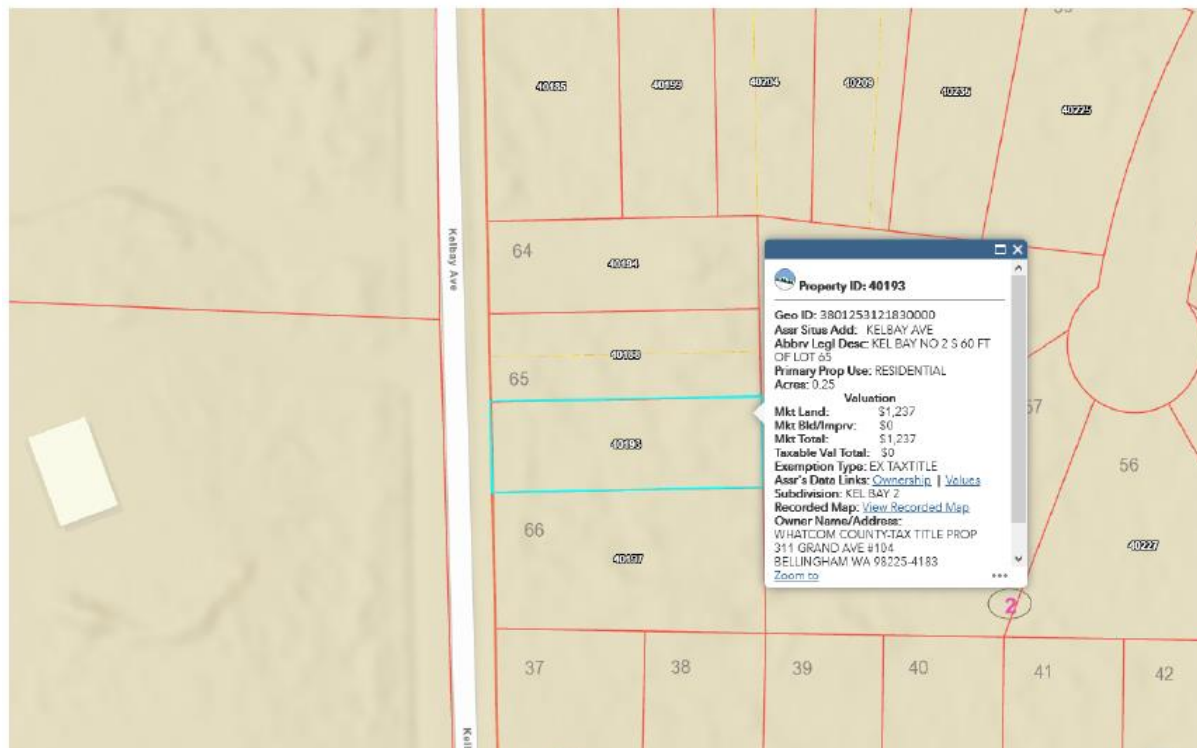 40185
40199
40204
40209
40236
40225
Kelbay Ave
64
40194
40188
65
40193
66
40197
Property ID: 40193
Geo ID: 3801253121830000
Assr Situs Add: KELBAY AVE
Abbrv Legl Desc: KEL BAY NO 2 S 60 FT
OF LOT 65
Primary Prop Use: RESIDENTIAL
Acres: 0.25
Valuation
Mkt Land: $1,237
Mkt Bld/Imprv: $0
Mkt Total: $1,237
Taxable Val Total: $0
Exemption Type: EX TAXTITLE
Assr's Data Links: Ownership | Values
Subdivision: KEL BAY 2
Recorded Map: View Recorded Map
Owner Name/Address:
WHATCOM COUNTY-TAX TITLE PROP
311 GRAND AVE #104
BELLINGHAM WA 98225-4183
Zoom to
57
56
40227
2
37
38
39
40
41
42